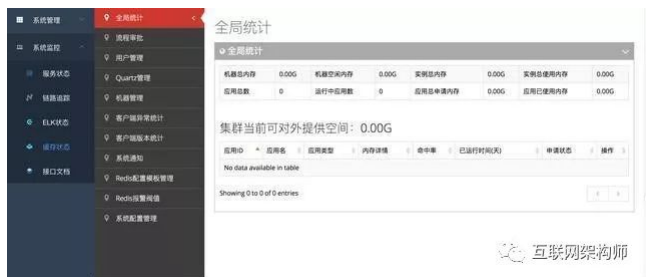 系统管理
系统监控
服务状态
链路追踪
ELK状态
缓存状态
接口文档
全局统计
流程审批
用户管理
Quartz管理
机器管理
客户端异常统计
客户端版本统计
系统通知
Redis配置模板管理
Redis报警阀值
系统配置管理
全局统计
全局统计
机器总内存 0.00G 机器空闲内存 0.00G 实例总内存 0.00G 实例总使用内存 0.00G
应用总数 0 运行中应用数 0 应用总申请内存 0.00G 应用已使用内存 0.00G
集群当前可对外提供空间：0.00G
应用ID 应用名 应用类型 内存详情 命中率 已运行时间(天) 申请状态 操作
No data available in table
Showing 0 to 0 of 0 entries
互联网架构师